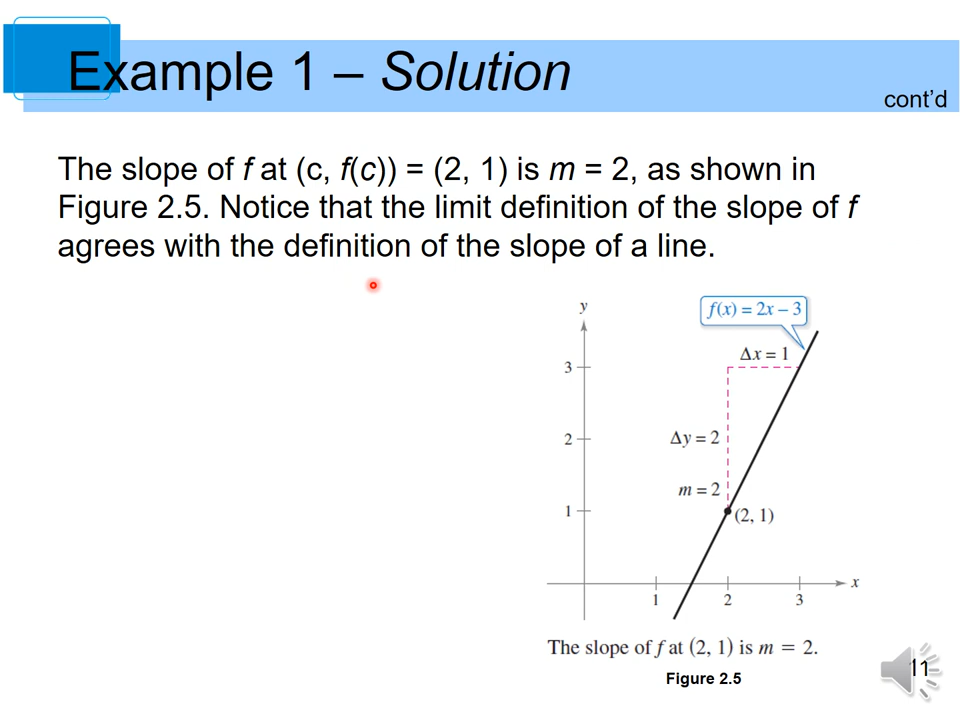 Example 1 – Solution
cont’d
The slope of f at (c, f(c)) = (2, 1) is m = 2, as shown in
Figure 2.5. Notice that the limit definition of the slope of f
agrees with the definition of the slope of a line.
y
f(x) = 2x – 3
Δx = 1
3
Δy = 2
2
m = 2
1
(2, 1)
x
1 2 3
The slope of f at (2, 1) is m = 2.
Figure 2.5
11